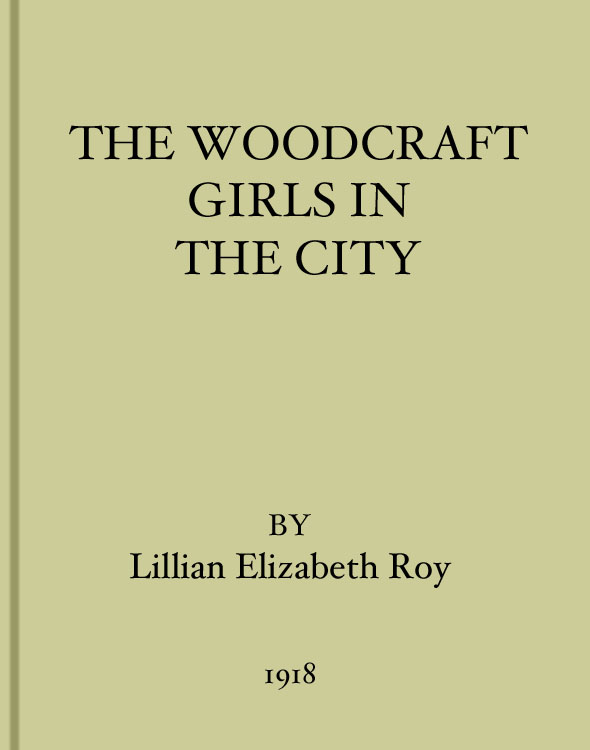 THE WOODCRAFT
GIRLS IN
THE CITY
BY
Lillian Elizabeth Roy
1918